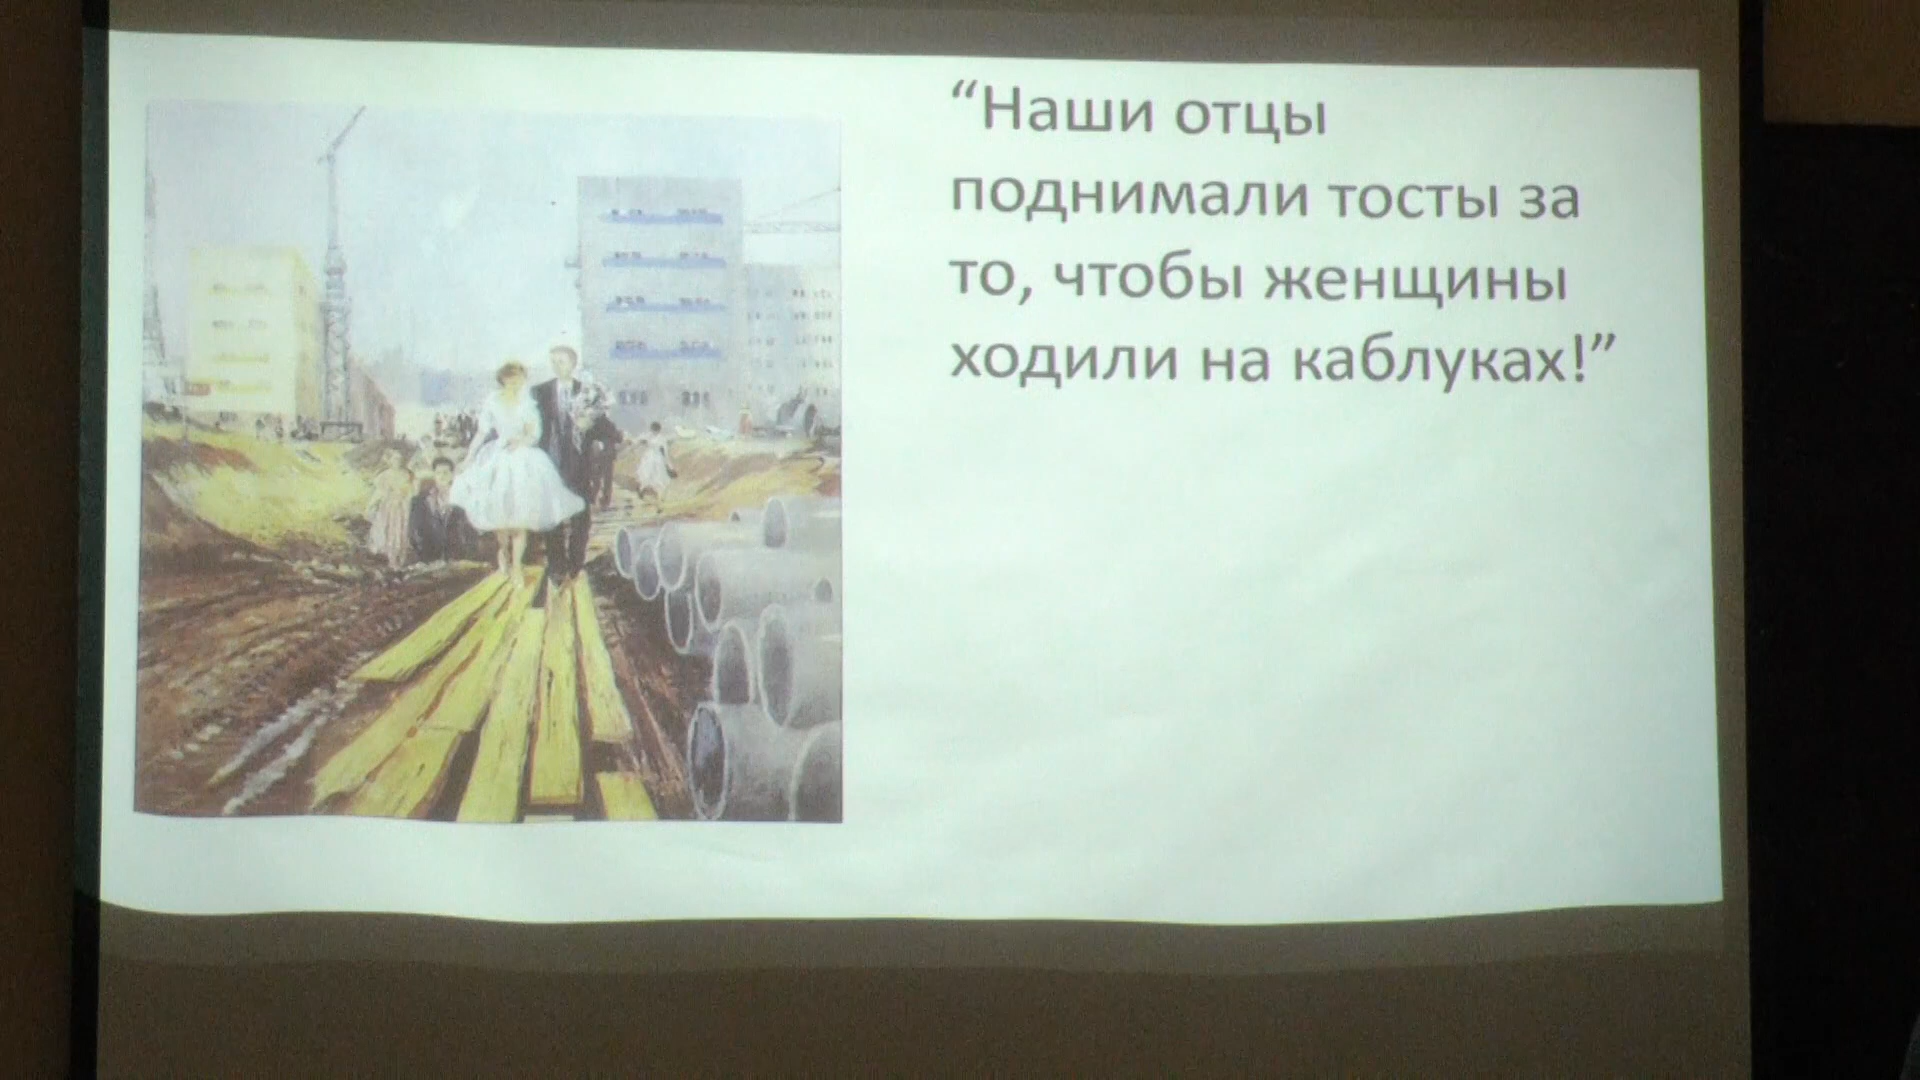 “Наши отцы
поднимали тосты за
то, чтобы женщины
ходили на каблуках!”